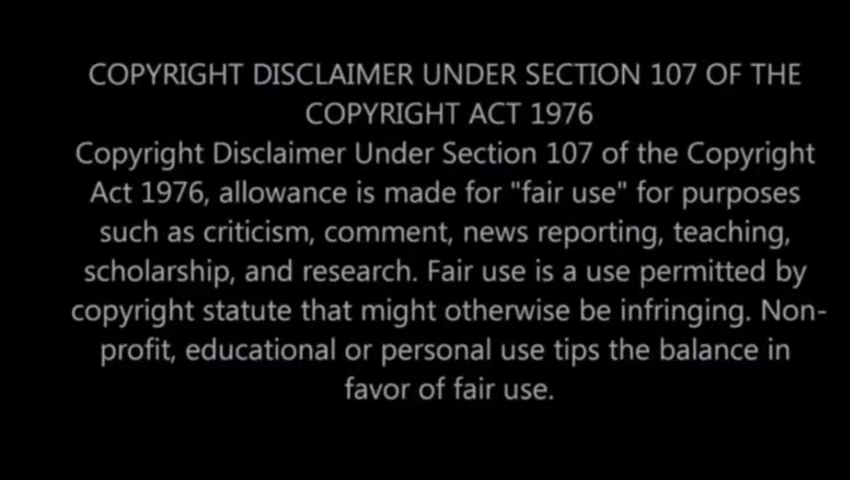 COPYRIGHT DISCLAIMER UNDER SECTION 107 OF THE
COPYRIGHT ACT 1976
Copyright Disclaimer Under Section 107 of the Copyright
Act 1976, allowance is made for "fair use" for purposes
such as criticism, comment, news reporting, teaching,
scholarship, and research. Fair use is a use permitted by
copyright statute that might otherwise be infringing. Non-
profit, educational or personal use tips the balance in
favor of fair use.